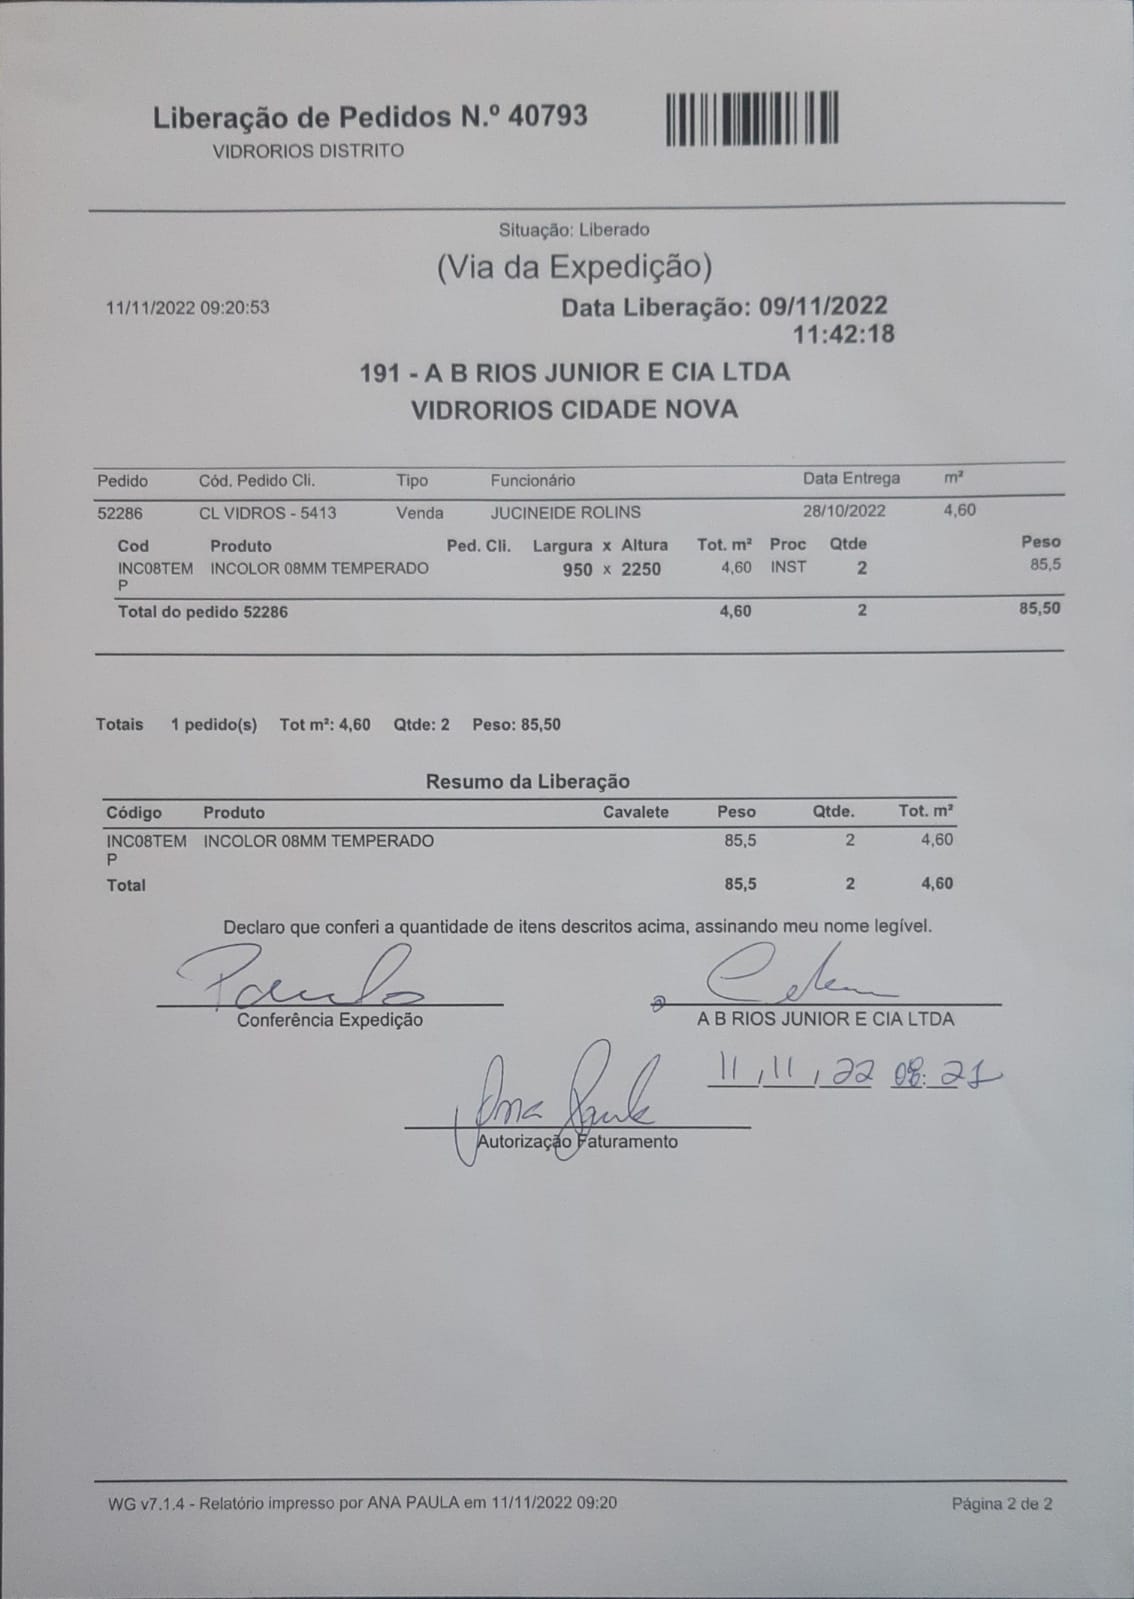 Liberação de Pedidos N.º 40793
VIDRORIOS DISTRITO
Situação: Liberado
(Via da Expedição)
11/11/2022 09:20:53 Data Liberação: 09/11/2022
11:42:18
191 - A B RIOS JUNIOR E CIA LTDA
VIDRORIOS CIDADE NOVA
Pedido Cód. Pedido Cli. Tipo Funcionário Data Entrega m²
52286 CL VIDROS - 5413 Venda JUCINEIDE ROLINS 28/10/2022 4,60
Cod Produto Ped. Cli. Largura x Altura Tot. m² Proc Qtde Peso
INC08TEM INCOLOR 08MM TEMPERADO 950 x 2250 4,60 INST 2 85,5
P
Total do pedido 52286 4,60 2 85,50
Totais 1 pedido(s) Tot m²: 4,60 Qtde: 2 Peso: 85,50
Resumo da Liberação
Código Produto Cavalete Peso Qtde. Tot. m²
INC08TEM INCOLOR 08MM TEMPERADO 85,5 2 4,60
P
Total 85,5 2 4,60
Declaro que conferi a quantidade de itens descritos acima, assinando meu nome legível.
Paulo
Conferência Expedição A B RIOS JUNIOR E CIA LTDA
11, 11, 22
Ana Paula
Autorização Faturamento
WG v7.1.4 - Relatório impresso por ANA PAULA em 11/11/2022 09:20 Página 2 de 2